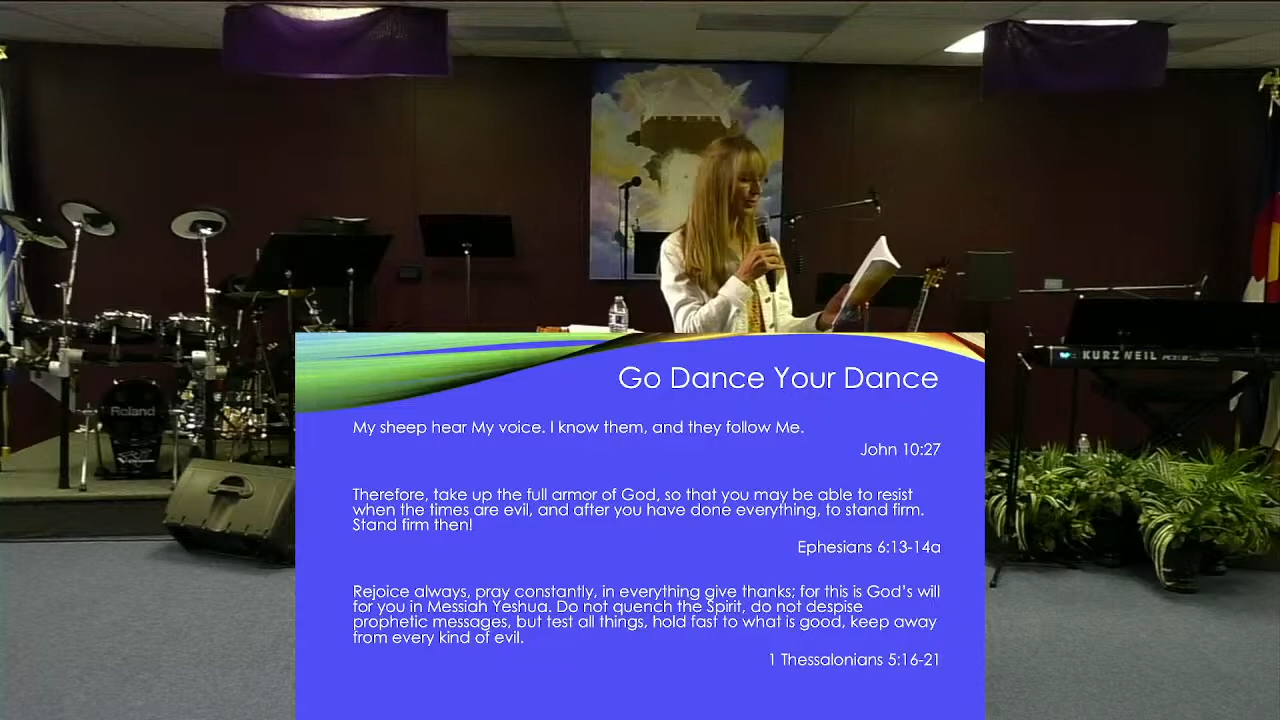 Go Dance Your Dance
My sheep hear My voice. I know them, and they follow Me.
John 10:27
Therefore, take up the full armor of God, so that you may be able to resist
when the times are evil, and after you have done everything, to stand firm.
Stand firm then!
Ephesians 6:13-14a
Rejoice always, pray constantly, in everything give thanks; for this is God's will
for you in Messiah Yeshua. Do not quench the Spirit, do not despise
prophetic messages, but test all things, hold fast to what is good, keep away
from every kind of evil.
1 Thessalonians 5:16-21
Roland
KURZWEIL